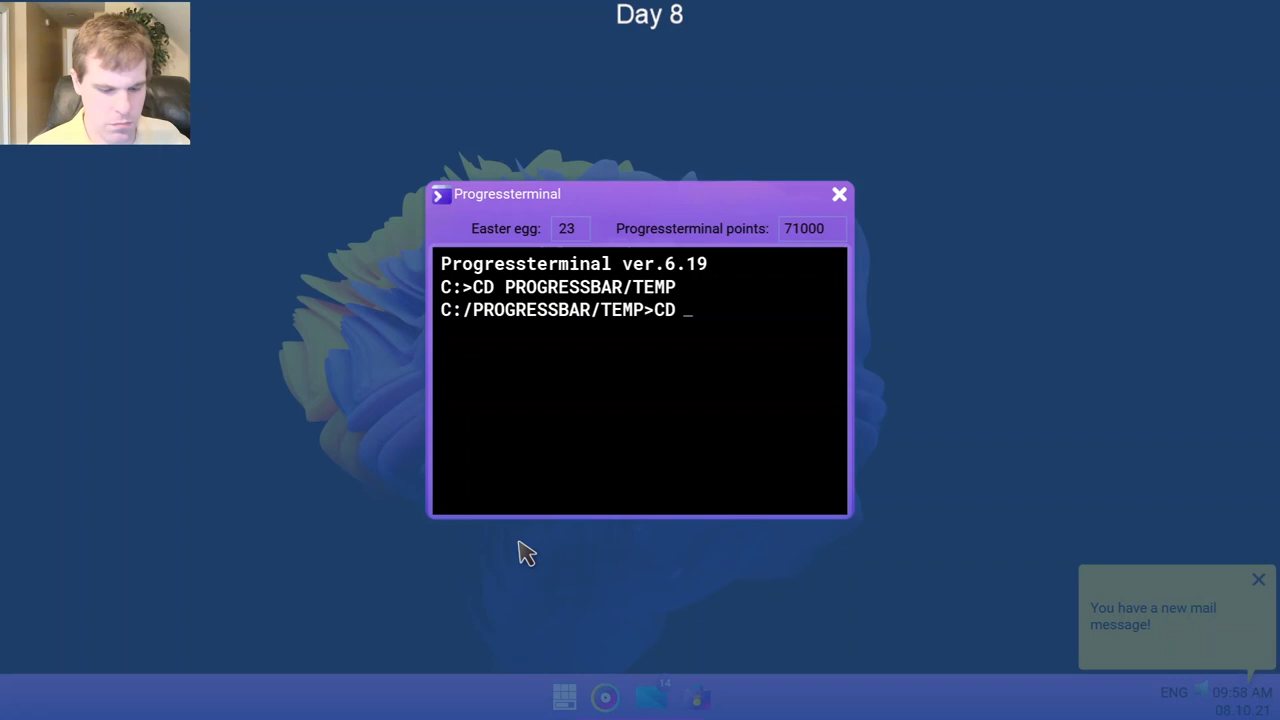 Day 8
Progressterminal
Easter egg: 23 Progressterminal points: 71000
Progressterminal ver.6.19
C:>CD PROGRESSBAR/TEMP
C:/PROGRESSBAR/TEMP>CD _
You have a new mail
message!
14
ENG 09:58 AM
08.10.21